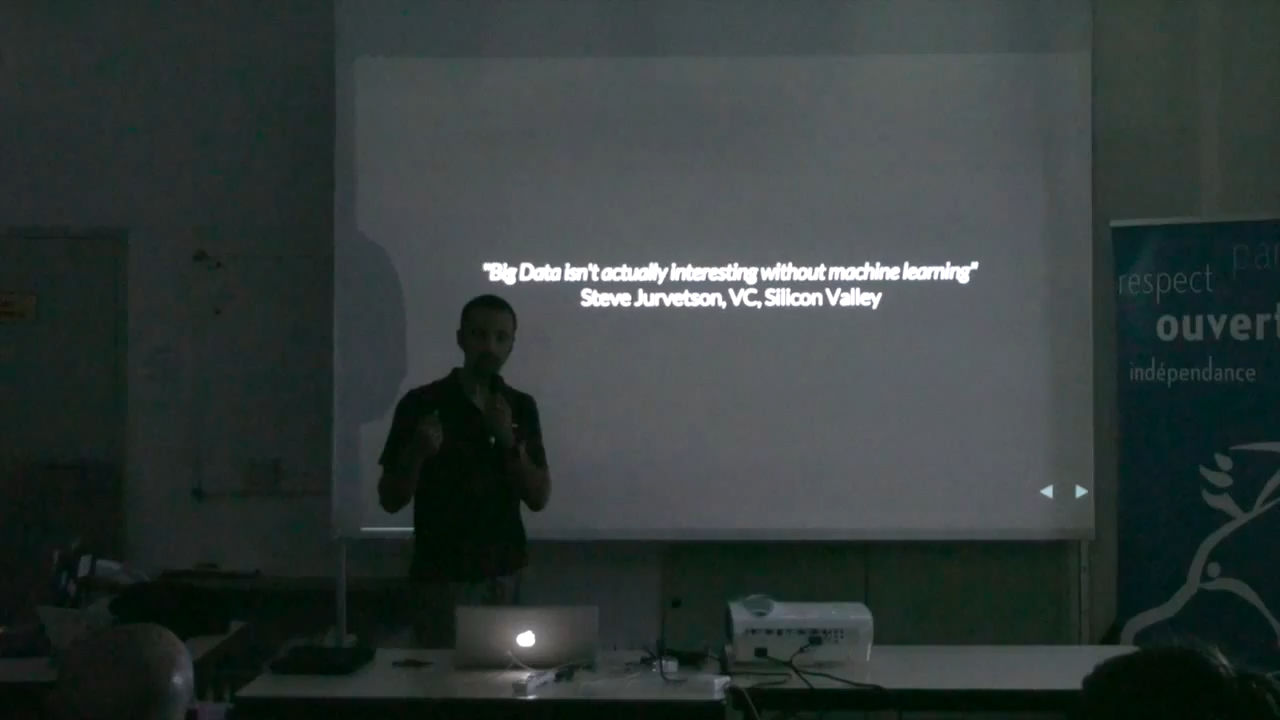 "Big Data isn't actually interesting without machine learning"
Steve Jurvetson, VC, Silicon Valley
respect
ouvert
indépendance